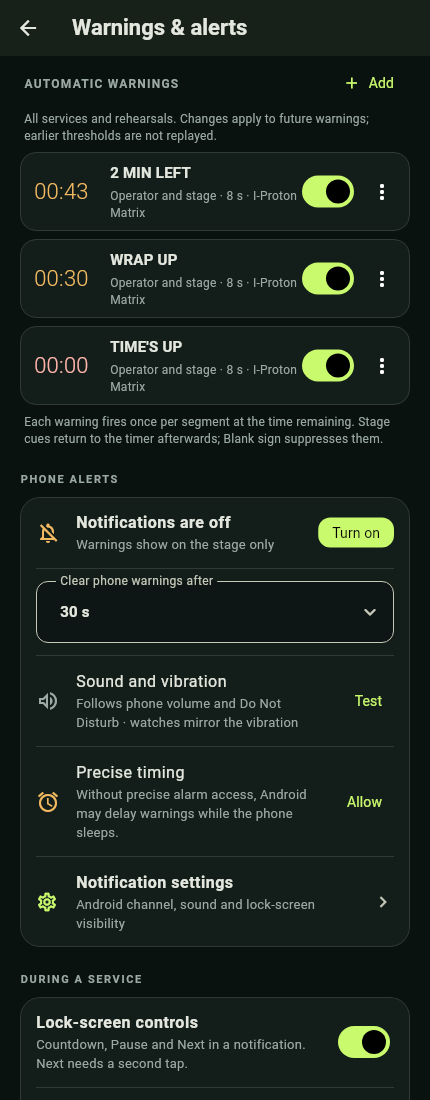 Warnings & alerts
AUTOMATIC WARNINGS
+ Add
All services and rehearsals. Changes apply to future warnings;
earlier thresholds are not replayed.
00:43
2 MIN LEFT
Operator and stage · 8 s · I-Proton
Matrix
00:30
WRAP UP
Operator and stage · 8 s · I-Proton
Matrix
00:00
TIME'S UP
Operator and stage · 8 s · I-Proton
Matrix
Each warning fires once per segment at the time remaining. Stage
cues return to the timer afterwards; Blank sign suppresses them.
PHONE ALERTS
Notifications are off
Warnings show on the stage only
Turn on
Clear phone warnings after
30 s
Sound and vibration
Follows phone volume and Do Not
Disturb · watches mirror the vibration
Test
Precise timing
Without precise alarm access, Android
may delay warnings while the phone
sleeps.
Allow
Notification settings
Android channel, sound and lock-screen
visibility
DURING A SERVICE
Lock-screen controls
Countdown, Pause and Next in a notification.
Next needs a second tap.